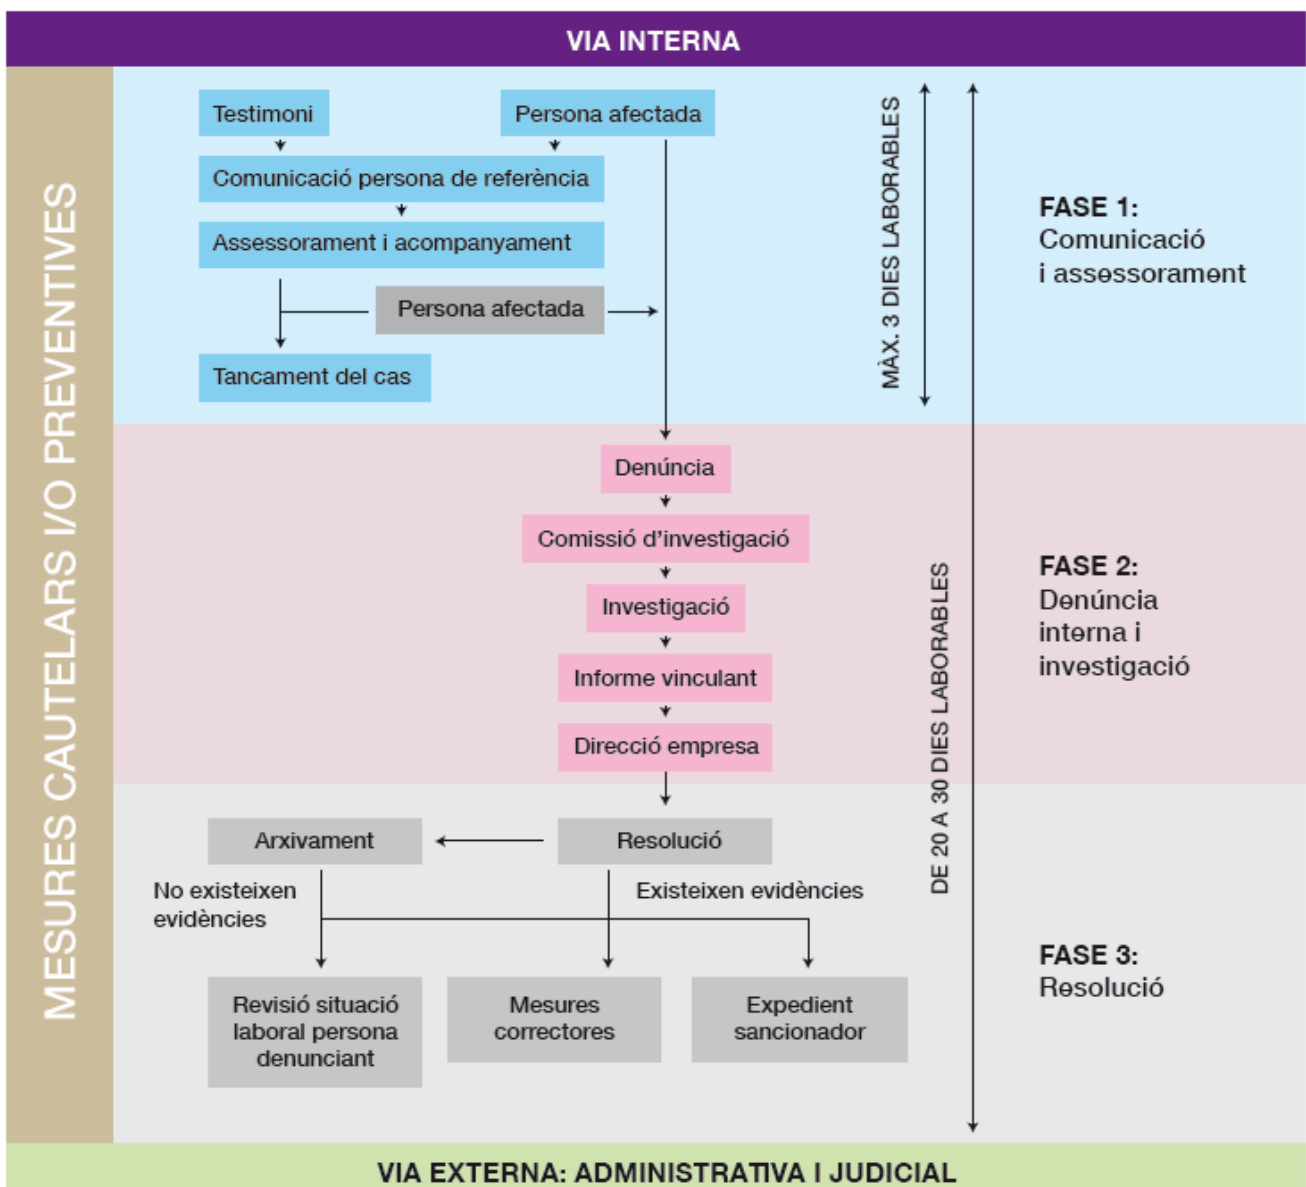 VIA INTERNA
MESURES CAUTELARS I/O PREVENTIVES
Testimoni
Persona afectada
Comunicació persona de referència
Assessorament i acompanyament
Persona afectada
Tancament del cas
MÀX. 3 DIES LABORABLES
FASE 1:
Comunicació
i assessorament
Denúncia
Comissió d’investigació
Investigació
Informe vinculant
Direcció empresa
DE 20 A 30 DIES LABORABLES
FASE 2:
Denúncia
interna i
investigació
Arxivament
Resolució
No existeixen
evidències
Existeixen evidències
Revisió situació
laboral persona
denunciant
Mesures
correctores
Expedient
sancionador
FASE 3:
Resolució
VIA EXTERNA: ADMINISTRATIVA I JUDICIAL